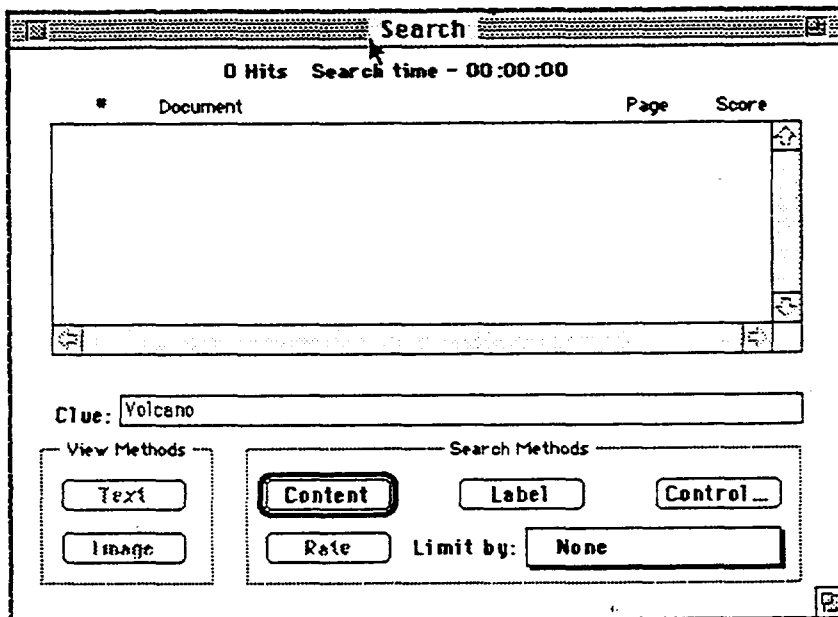 Search
0 Hits Search time - 00:00:00
# Document Page Score
Clue: Volcano
View Methods Search Methods
Text Content Label Control...
Image Rate Limit by: None